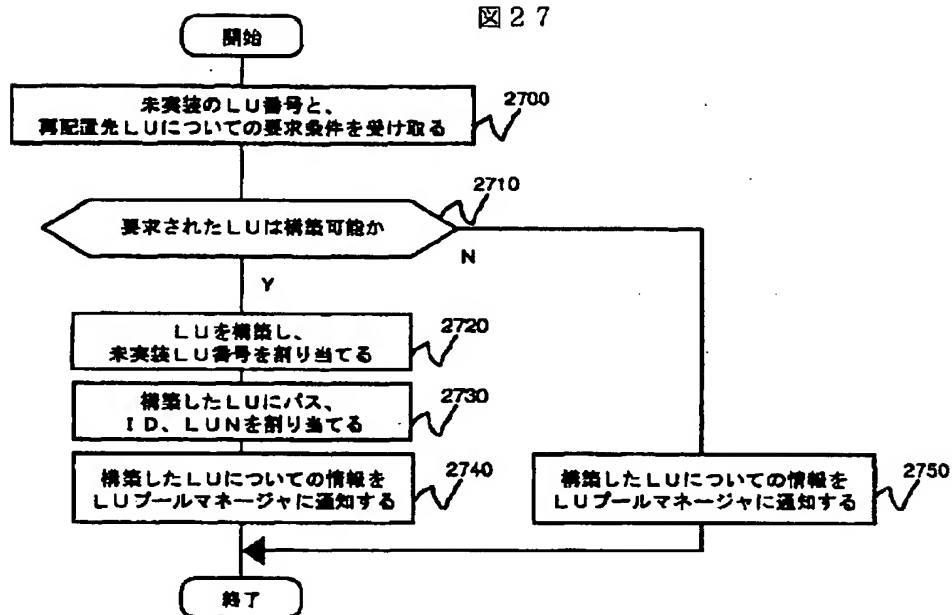 図27
開始
未実装のLU番号と、
再配置先LUについての要求条件を受け取る
2700
2710
要求されたLUは構築可能か
N
Y
LUを構築し、
未実装LU番号を割り当てる
2720
構築したLUにパス、
ID、LUNを割り当てる
2730
構築したLUについての情報を
LUプールマネージャに通知する
2740
構築したLUについての情報を
LUプールマネージャに通知する
2750
終了